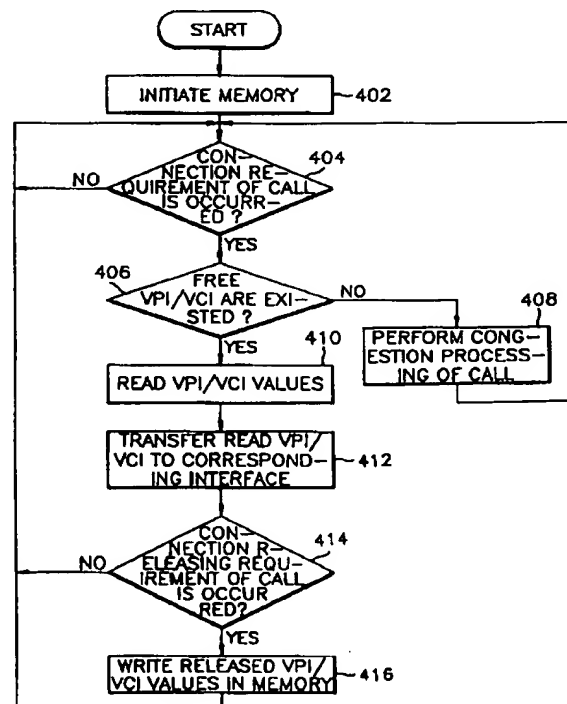 START
INITIATE MEMORY
402
CON-
NECTION RE-
QUIREMENT OF CALL
IS OCCURR-
ED ?
404
NO
YES
406
FREE
VPI/VCI ARE EXI-
STED ?
NO
408
YES
410
PERFORM CONG-
ESTION PROCESS-
ING OF CALL
READ VPI/VCI VALUES
TRANSFER READ VPI/
VCI TO CORRESPOND-
ING INTERFACE
412
CON-
NECTION R-
ELEASING REQU-
IREMENT OF CALL
IS OCCUR
RED?
414
NO
YES
WRITE RELEASED VPI/
VCI VALUES IN MEMORY
416